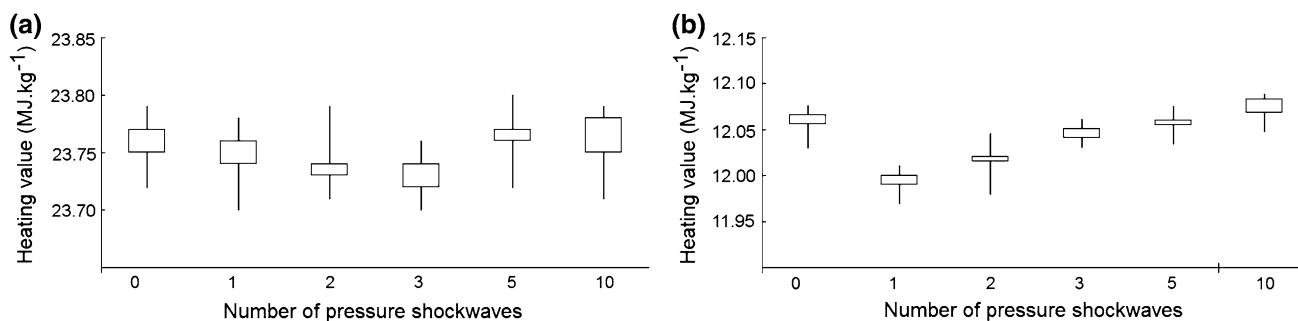 (a)
Heating value (MJ.kg-1)
23.85
23.80
23.75
23.70
0 1 2 3 5 10
Number of pressure shockwaves
(b)
Heating value (MJ.kg-1)
12.15
12.10
12.05
12.00
11.95
0 1 2 3 5 10
Number of pressure shockwaves